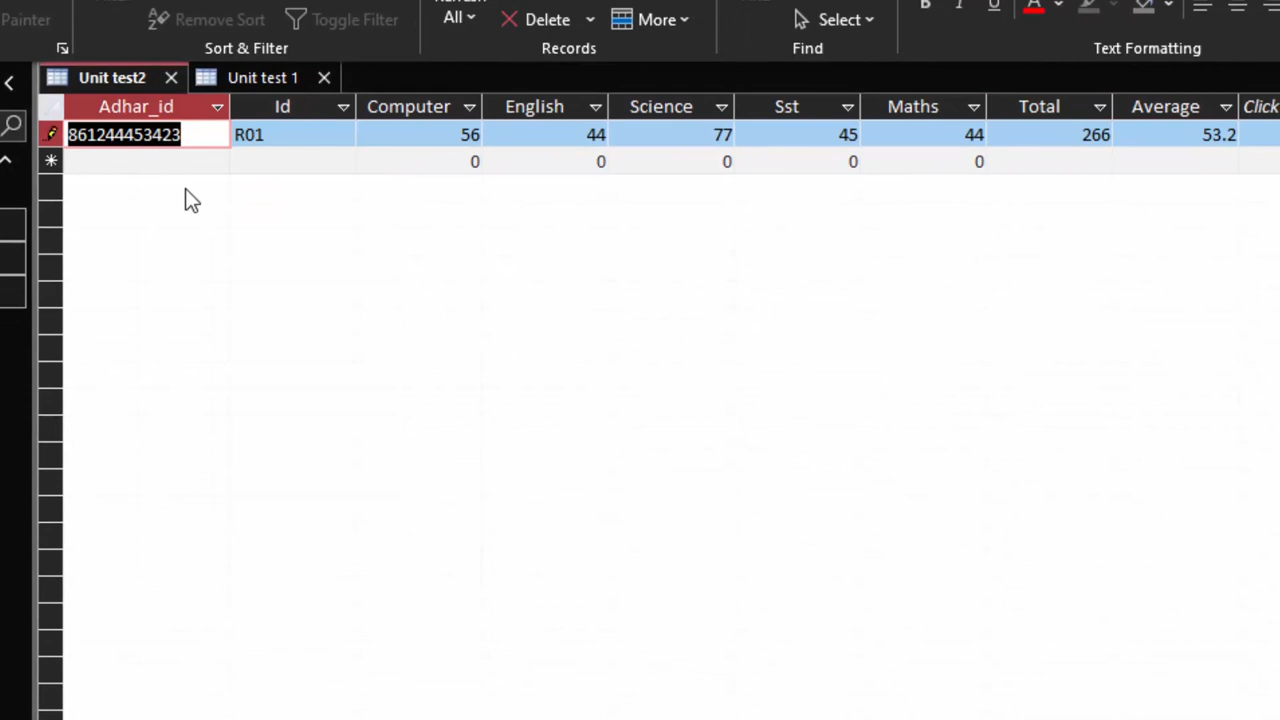 Painter
Remove Sort
Toggle Filter
All
Delete
More
Select
B I U A
Sort & Filter
Records
Find
Text Formatting
Unit test2
Unit test 1
Adhar_id Id Computer English Science Sst Maths Total Average Click
861244453423 R01 56 44 77 45 44 266 53.2
0 0 0 0 0